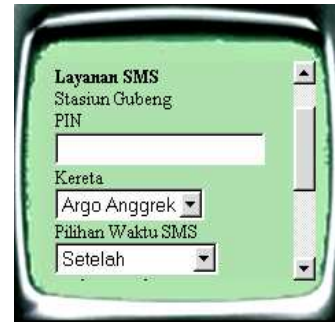 Layanan SMS
Stasiun Gubeng
PIN
Kereta
Argo Anggrek
Pilihan Waktu SMS
Setelah